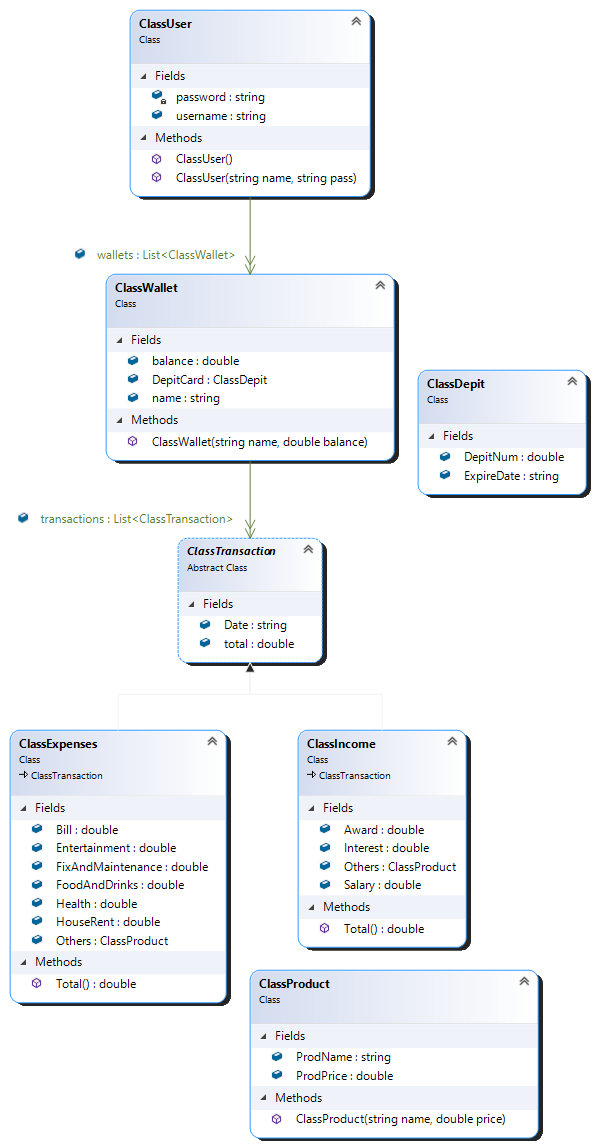 ClassUser
Class
Fields
password : string
username : string
Methods
ClassUser()
ClassUser(string name, string pass)
wallets : List<ClassWallet>
ClassWallet
Class
Fields
balance : double
DepitCard : ClassDepit
name : string
Methods
ClassWallet(string name, double balance)
ClassDepit
Class
Fields
DepitNum : double
ExpireDate : string
transactions : List<ClassTransaction>
ClassTransaction
Abstract Class
Fields
Date : string
total : double
ClassExpenses
Class
ClassTransaction
Fields
Bill : double
Entertainment : double
FixAndMaintenance : double
FoodAndDrinks : double
Health : double
HouseRent : double
Others : ClassProduct
Methods
Total() : double
ClassIncome
Class
ClassTransaction
Fields
Award : double
Interest : double
Others : ClassProduct
Salary : double
Methods
Total() : double
ClassProduct
Class
Fields
ProdName : string
ProdPrice : double
Methods
ClassProduct(string name, double price)